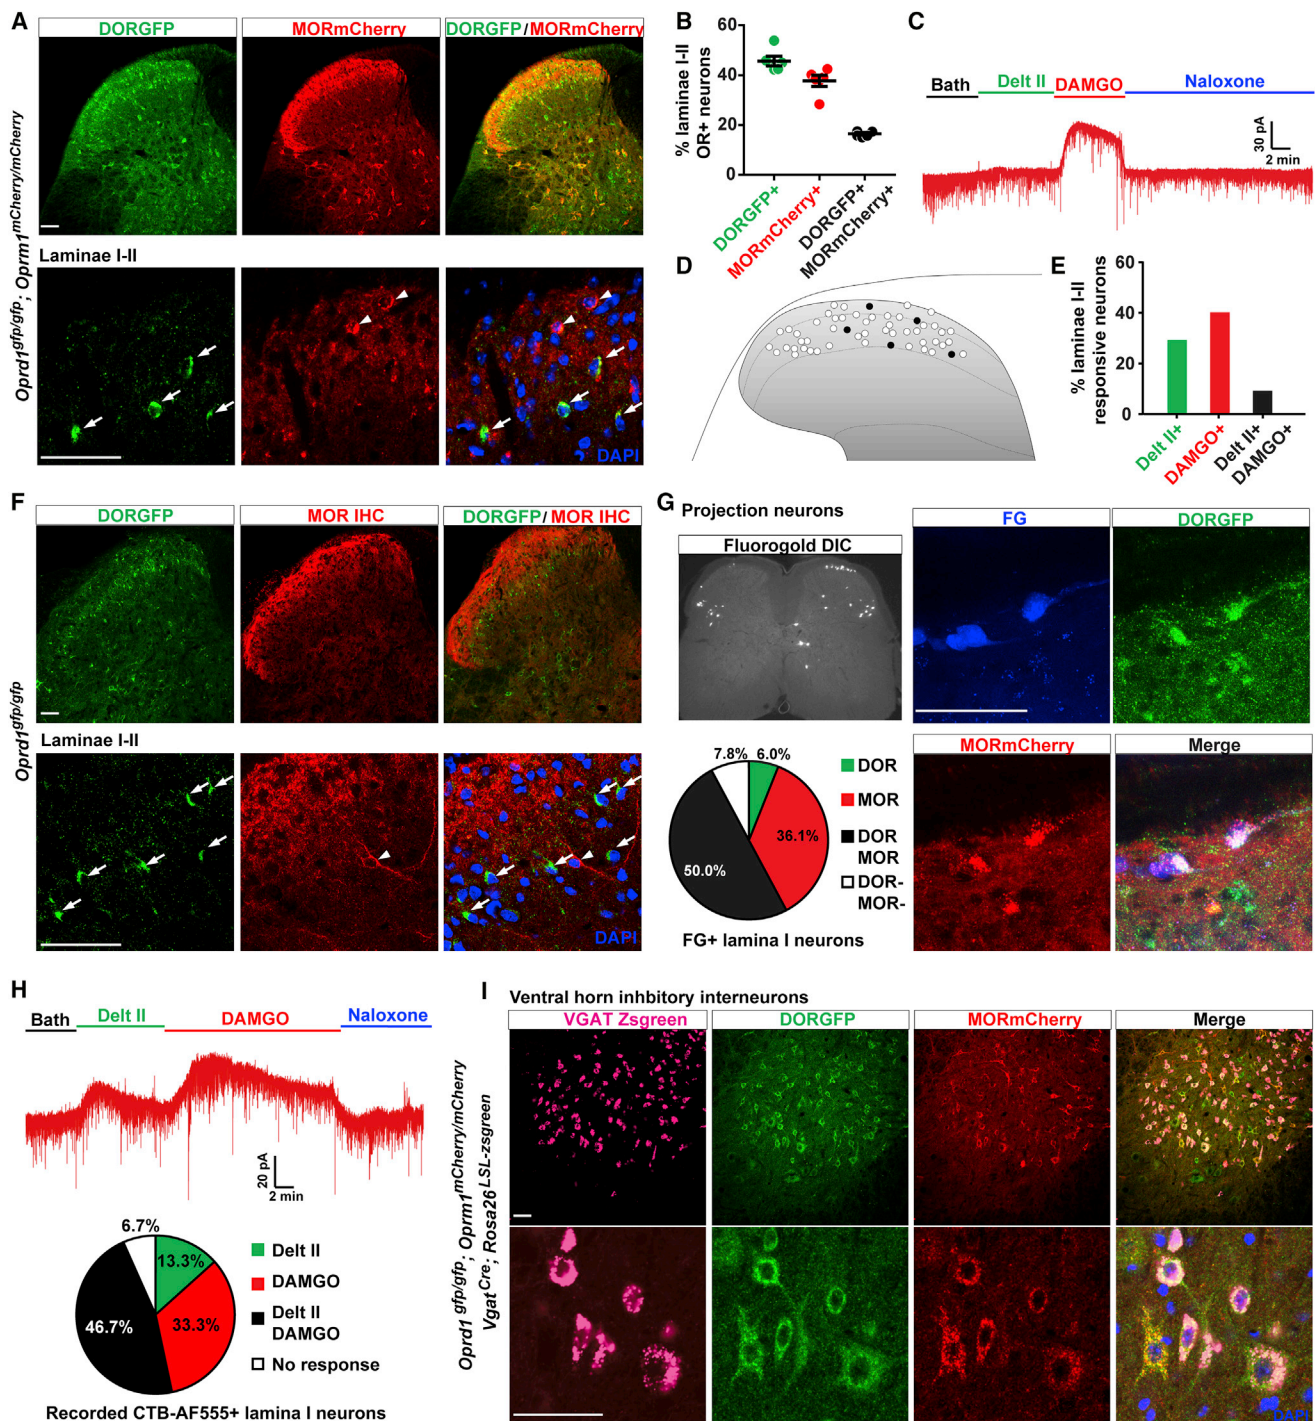 A
DORGFP
MORmCherry
DORGFP/MORmCherry
Oprd1gfp/gfp; Oprm1mCherry/mCherry
Laminae I-II
DAPI
B
60
40
20
0
% laminae I-II
OR+ neurons
DORGFP+
MORmCherry+
DORGFP+
MORmCherry+
C
Bath
Delt II
DAMGO
Naloxone
30 pA
2 min
D
E
60
40
20
0
% laminae I-II
responsive neurons
Delt II+
DAMGO+
Delt II+
DAMGO+
F
DORGFP
MOR IHC
DORGFP/ MOR IHC
Oprd1gfp/gfp
Laminae I-II
DAPI
G
Projection neurons
Fluorogold DIC
FG
DORGFP
MORmCherry
Merge
7.8%
6.0%
36.1%
50.0%
DOR
MOR
DOR
MOR
DOR-
MOR-
FG+ lamina I neurons
H
Bath
Delt II
DAMGO
Naloxone
20 pA
2 min
6.7%
13.3%
33.3%
46.7%
Delt II
DAMGO
Delt II
DAMGO
No response
Recorded CTB-AF555+ lamina I neurons
I
Ventral horn inhbitory interneurons
VGAT Zsgreen
DORGFP
MORmCherry
Merge
Oprd1 gfp/gfp; Oprm1mCherry/mCherry
VgatCre; Rosa26LSL-zsgreen
DAPI